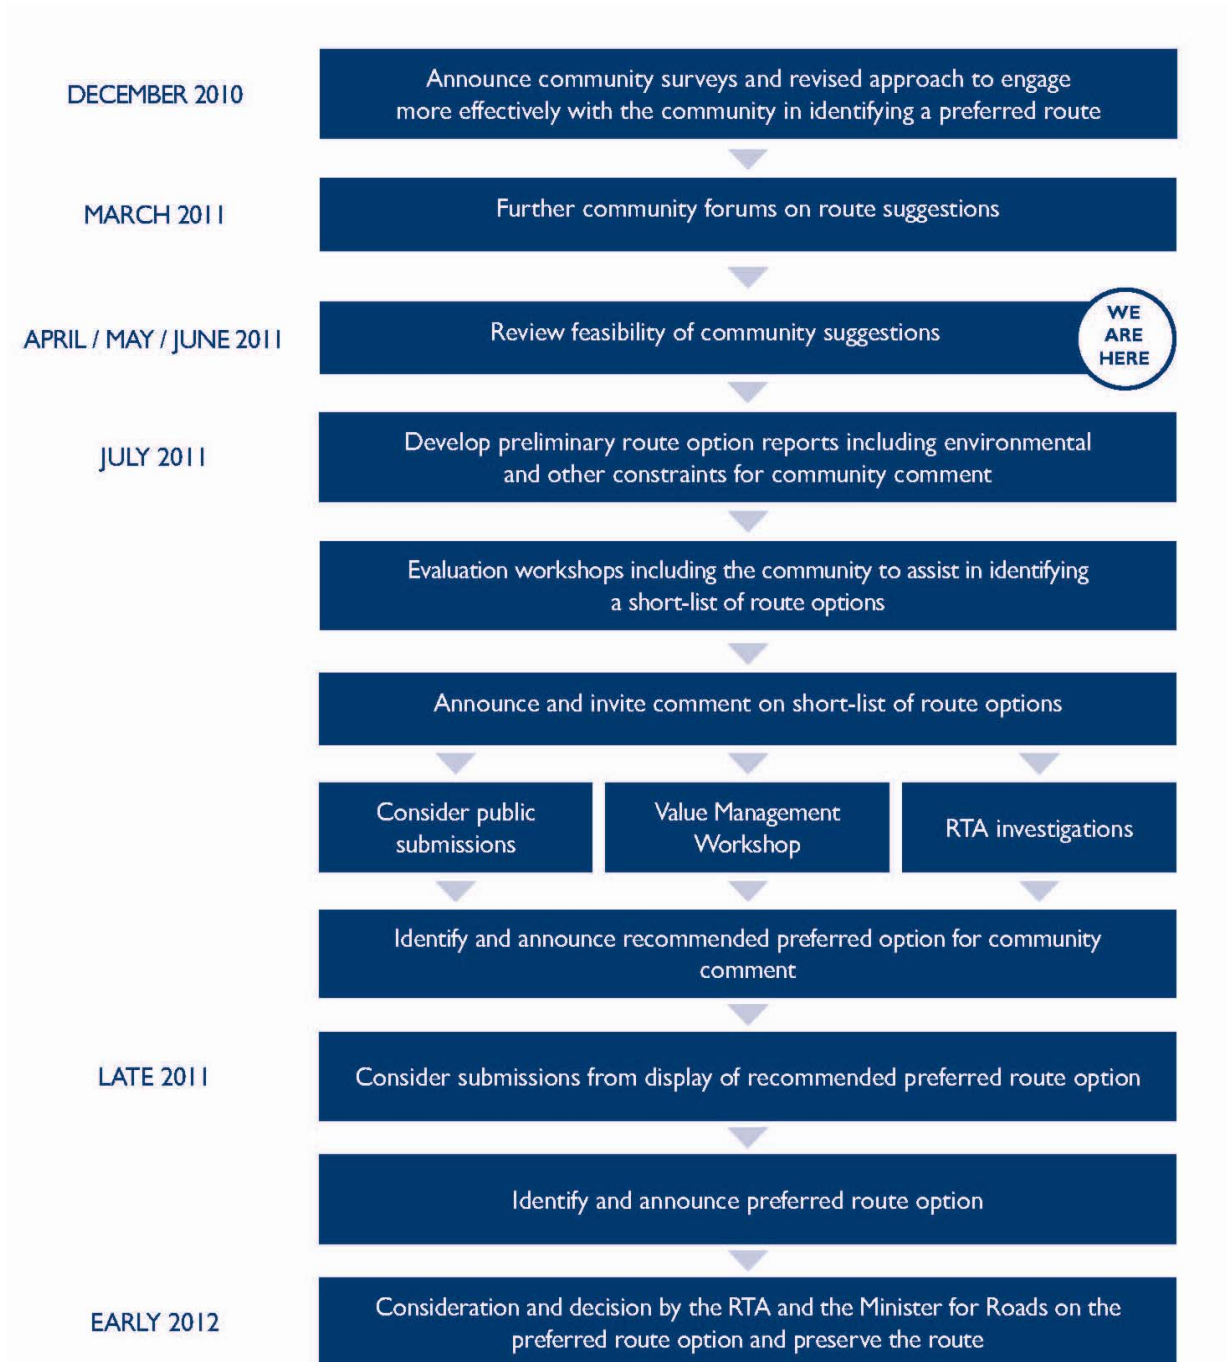 DECEMBER 2010
Announce community surveys and revised approach to engage
more effectively with the community in identifying a preferred route
MARCH 2011
Further community forums on route suggestions
APRIL / MAY / JUNE 2011
Review feasibility of community suggestions
WE
ARE
HERE
JULY 2011
Develop preliminary route option reports including environmental
and other constraints for community comment
Evaluation workshops including the community to assist in identifying
a short-list of route options
Announce and invite comment on short-list of route options
Consider public
submissions
Value Management
Workshop
RTA investigations
Identify and announce recommended preferred option for community
comment
LATE 2011
Consider submissions from display of recommended preferred route option
Identify and announce preferred route option
EARLY 2012
Consideration and decision by the RTA and the Minister for Roads on the
preferred route option and preserve the route